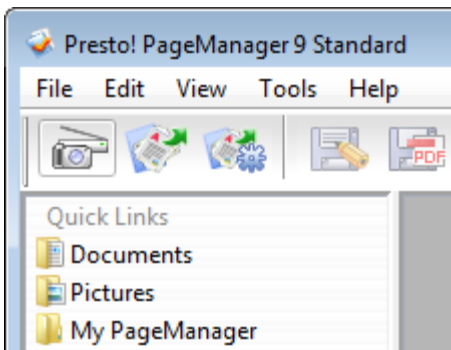 Presto! PageManager 9 Standard
File Edit View Tools Help
PDF
Quick Links
Documents
Pictures
My PageManager